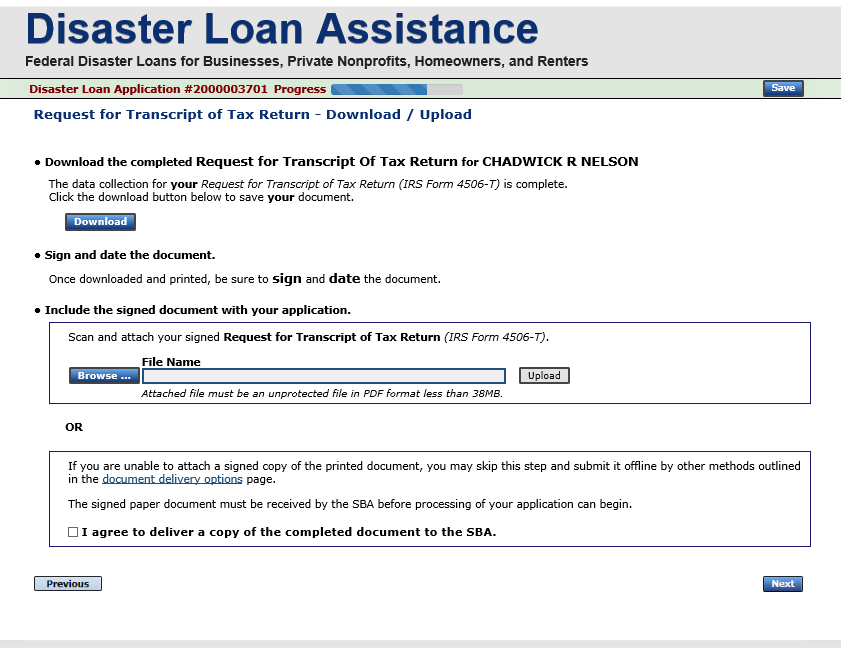 Disaster Loan Assistance
Federal Disaster Loans for Businesses, Private Nonprofits, Homeowners, and Renters
Disaster Loan Application #2000003701 Progress
Save
Request for Transcript of Tax Return - Download / Upload
• Download the completed Request for Transcript Of Tax Return for CHADWICK R NELSON
The data collection for your Request for Transcript of Tax Return (IRS Form 4506-T) is complete.
Click the download button below to save your document.
Download
• Sign and date the document.
Once downloaded and printed, be sure to sign and date the document.
• Include the signed document with your application.
Scan and attach your signed Request for Transcript of Tax Return (IRS Form 4506-T).
File Name
Browse ...
Upload
Attached file must be an unprotected file in PDF format less than 38MB.
OR
If you are unable to attach a signed copy of the printed document, you may skip this step and submit it offline by other methods outlined
in the document delivery options page.
The signed paper document must be received by the SBA before processing of your application can begin.
I agree to deliver a copy of the completed document to the SBA.
Previous
Next